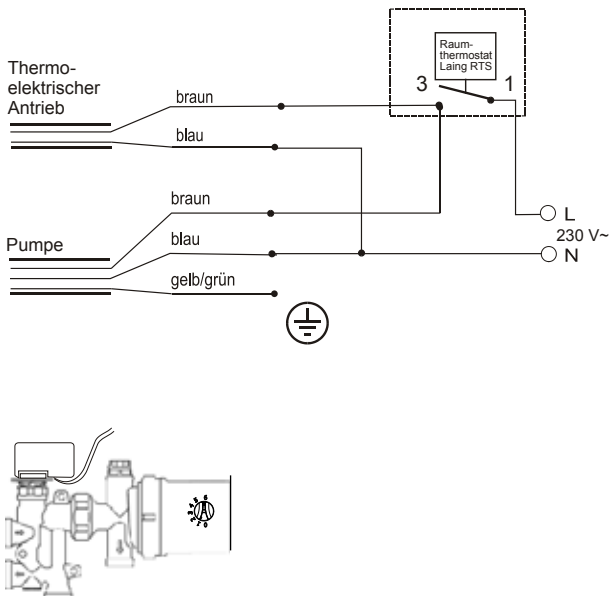 Raum-
thermostat
Laing RTS
3
1
Thermo-
elektrischer
Antrieb
braun
blau
braun
L
230 V~
Pumpe
blau
N
gelb/grün